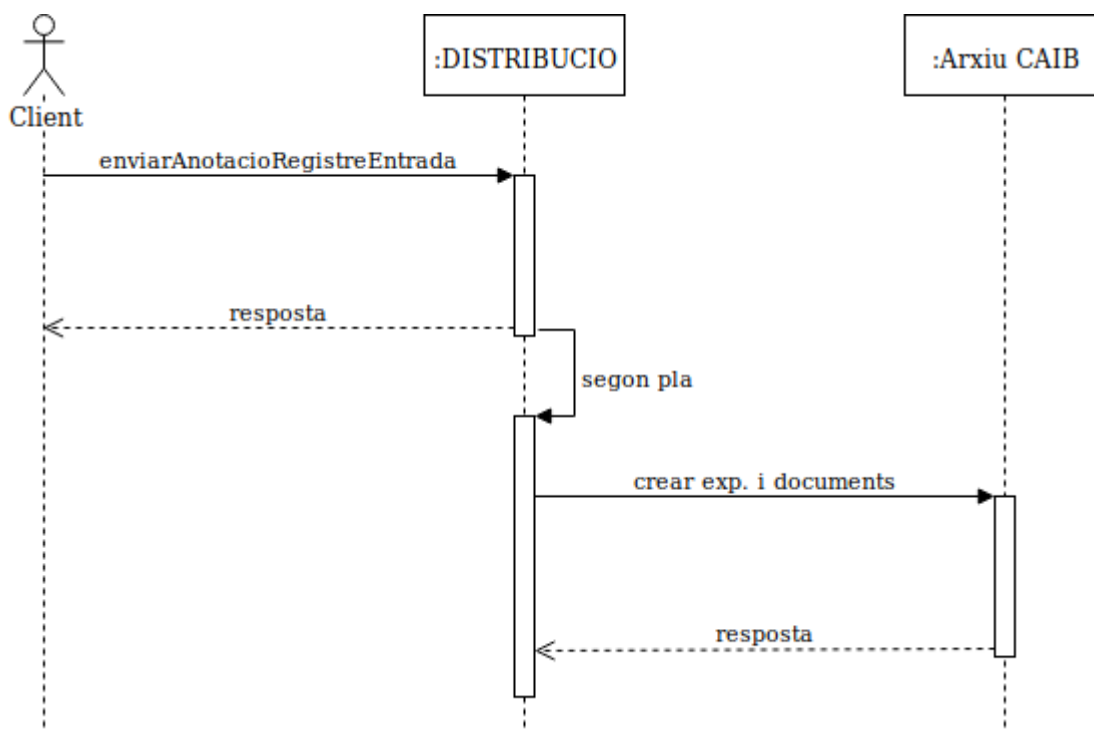 :DISTRIBUCIO
:Arxiu CAIB
Client
enviarAnotacioRegistreEntrada
resposta
segon pla
crear exp. i documents
resposta